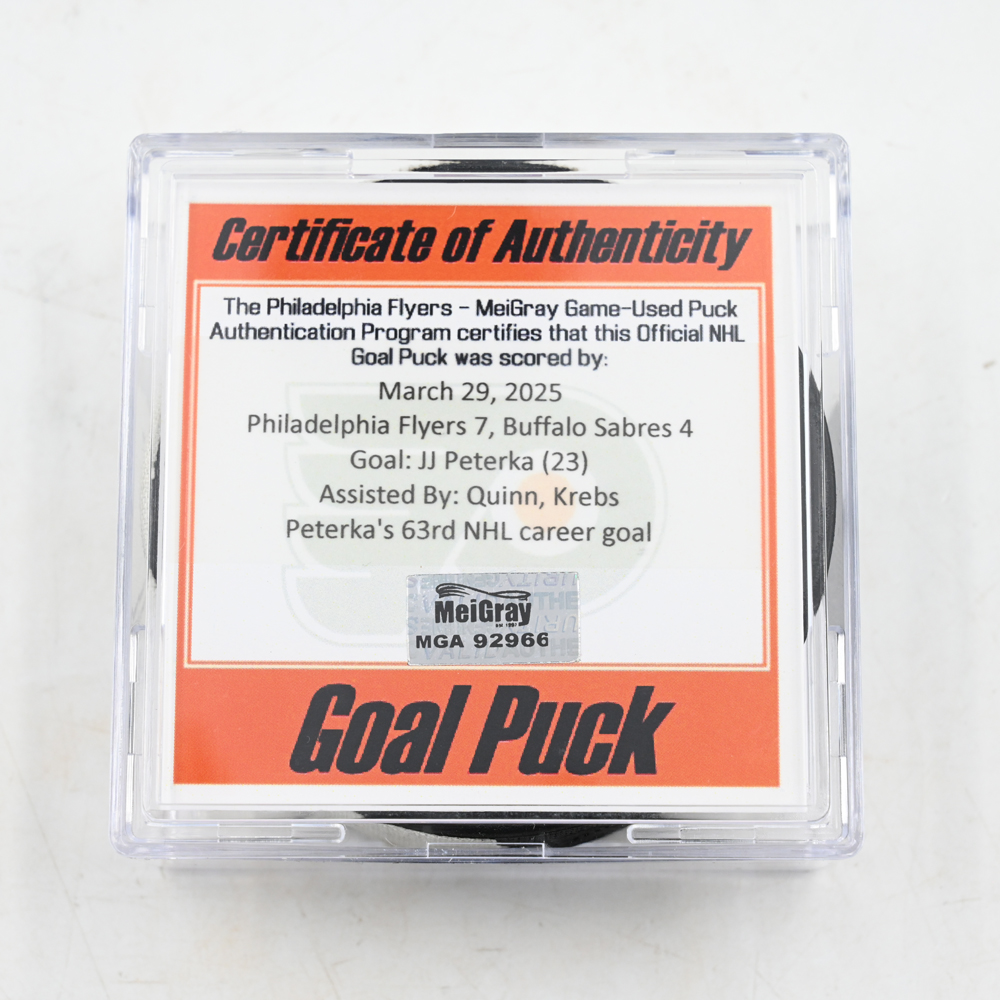 Certificate of Authenticity
The Philadelphia Flyers - MeiGray Game-Used Puck
Authentication Program certifies that this Official NHL
Goal Puck was scored by:
March 29, 2025
Philadelphia Flyers 7, Buffalo Sabres 4
Goal: JJ Peterka (23)
Assisted By: Quinn, Krebs
Peterka's 63rd NHL career goal
MeiGray
MGA 92966
Goal Puck